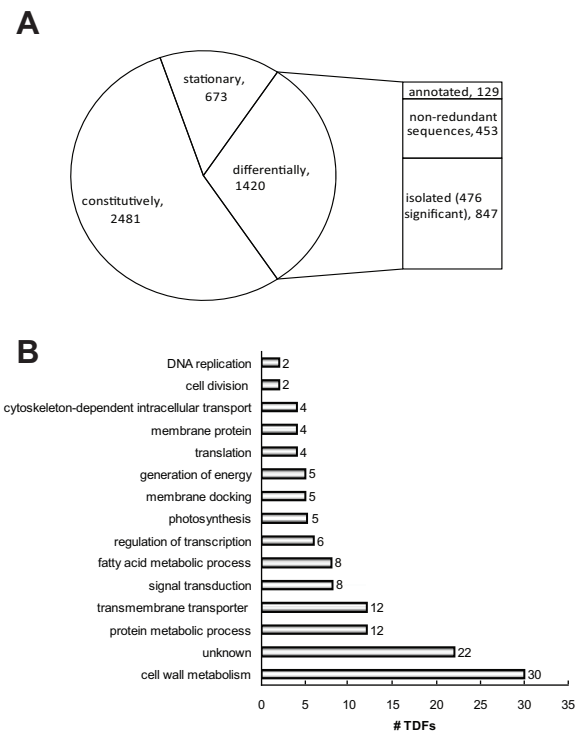 A
stationary,
673
differentially,
1420
constitutively,
2481
annotated, 129
non-redundant
sequences, 453
isolated (476
significant), 847
B
DNA replication 2
cell division 2
cytoskeleton-dependent intracellular transport 4
membrane protein 4
translation 4
generation of energy 5
membrane docking 5
photosynthesis 5
regulation of transcription 6
fatty acid metabolic process 8
signal transduction 8
transmembrane transporter 12
protein metabolic process 12
unknown 22
cell wall metabolism 30
0 5 10 15 20 25 30 35
# TDFs